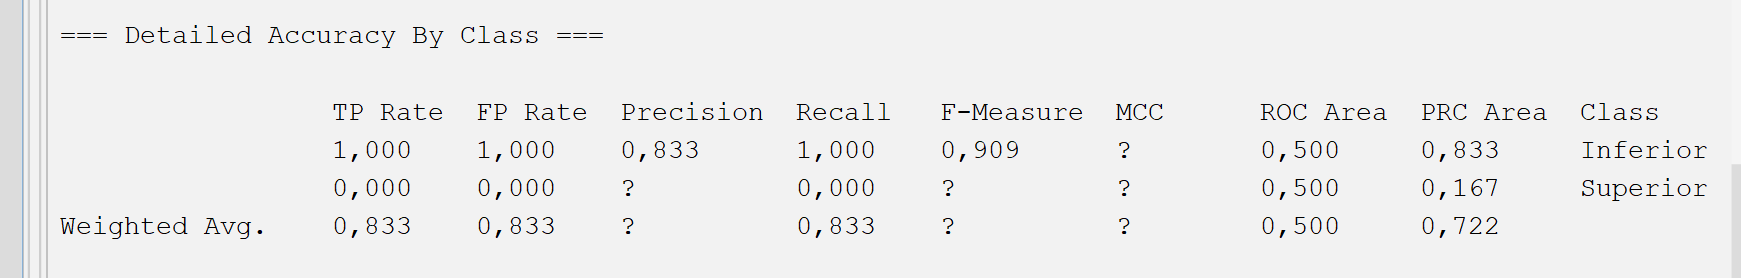 === Detailed Accuracy By Class ===
TP Rate FP Rate Precision Recall F-Measure MCC ROC Area PRC Area Class
1,000 1,000 0,833 1,000 0,909 ? 0,500 0,833 Inferior
0,000 0,000 ? 0,000 ? ? 0,500 0,167 Superior
Weighted Avg. 0,833 0,833 ? 0,833 ? ? 0,500 0,722